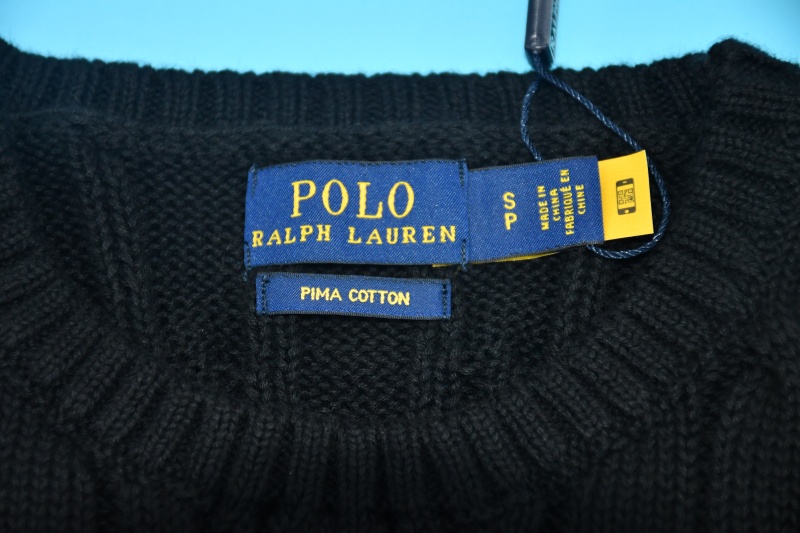 POLO
RALPH LAUREN
S
P
MADE IN
CHINA
FABRIQUÉ EN
CHINE
PIMA COTTON